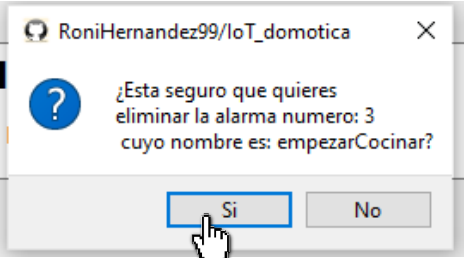 RoniHernandez99/IoT_domotica
¿Esta seguro que quieres
eliminar la alarma numero: 3
cuyo nombre es: empezarCocinar?
Si
No